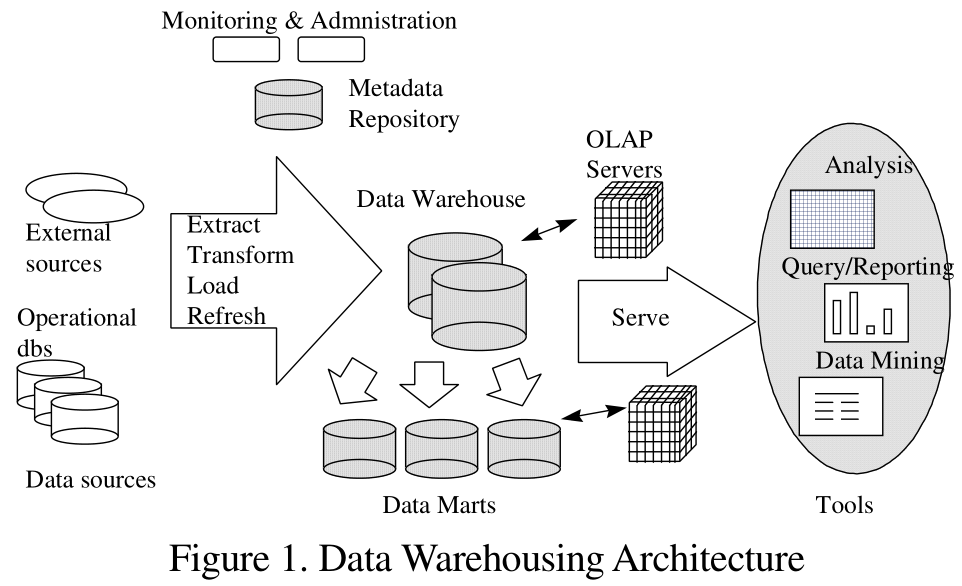 Monitoring & Admnistration
Metadata
Repository
OLAP
Servers
Analysis
Data Warehouse
External
sources
Extract
Transform
Load
Refresh
Query/Reporting
Serve
Operational
dbs
Data Mining
Data sources
Data Marts
Tools
Figure 1. Data Warehousing Architecture